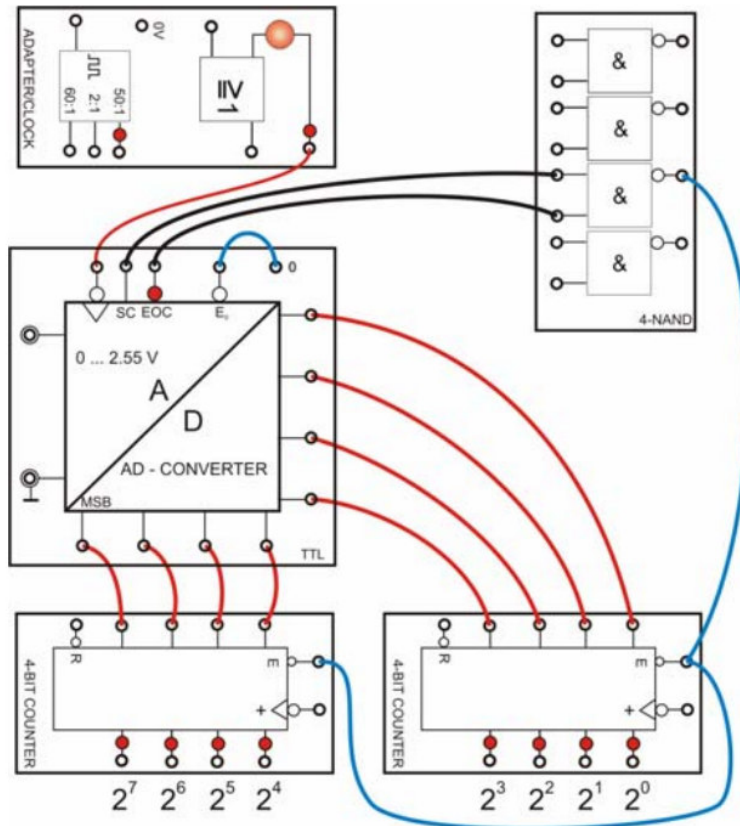 ADAPTER/CLOCK
0V
60:1
2:1
50:1
≥1
&
&
&
&
4-NAND
SC EOC
E₀
0
0 ... 2.55 V
A
D
AD - CONVERTER
MSB
TTL
4-BIT COUNTER
R
E
+
2⁷ 2⁶ 2⁵ 2⁴
4-BIT COUNTER
R
E
+
2³ 2² 2¹ 2⁰